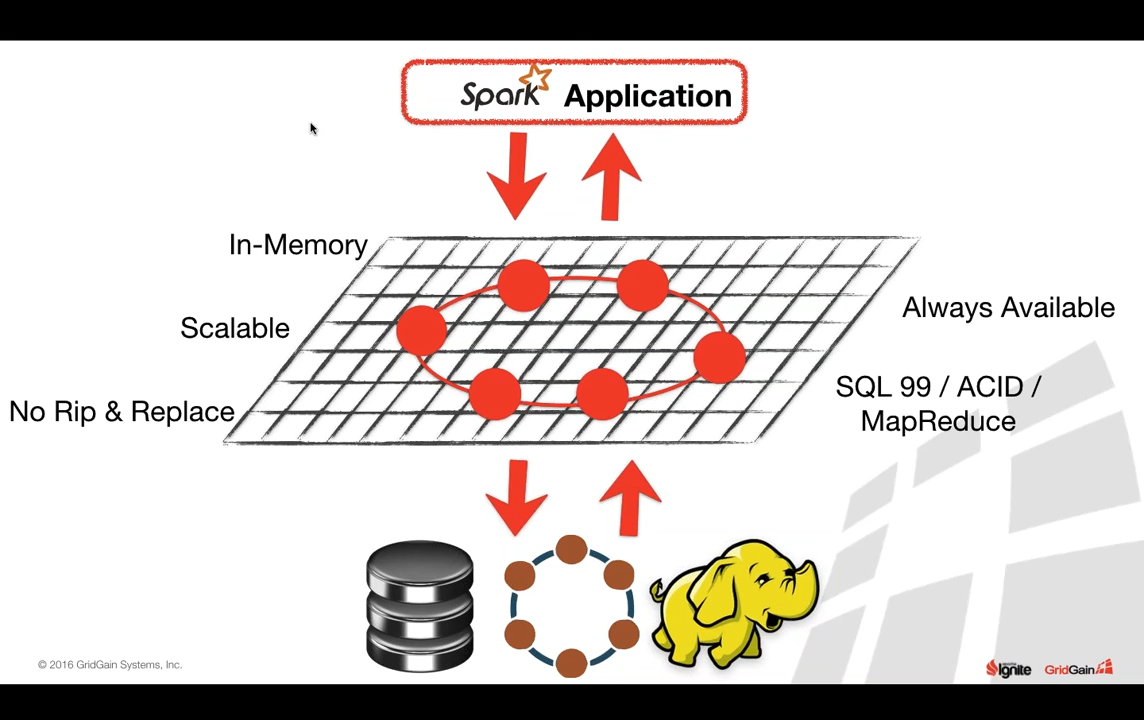 Spark Application
In-Memory
Scalable
Always Available
No Rip & Replace
SQL 99 / ACID /
MapReduce
© 2016 GridGain Systems, Inc.
Ignite
GridGain